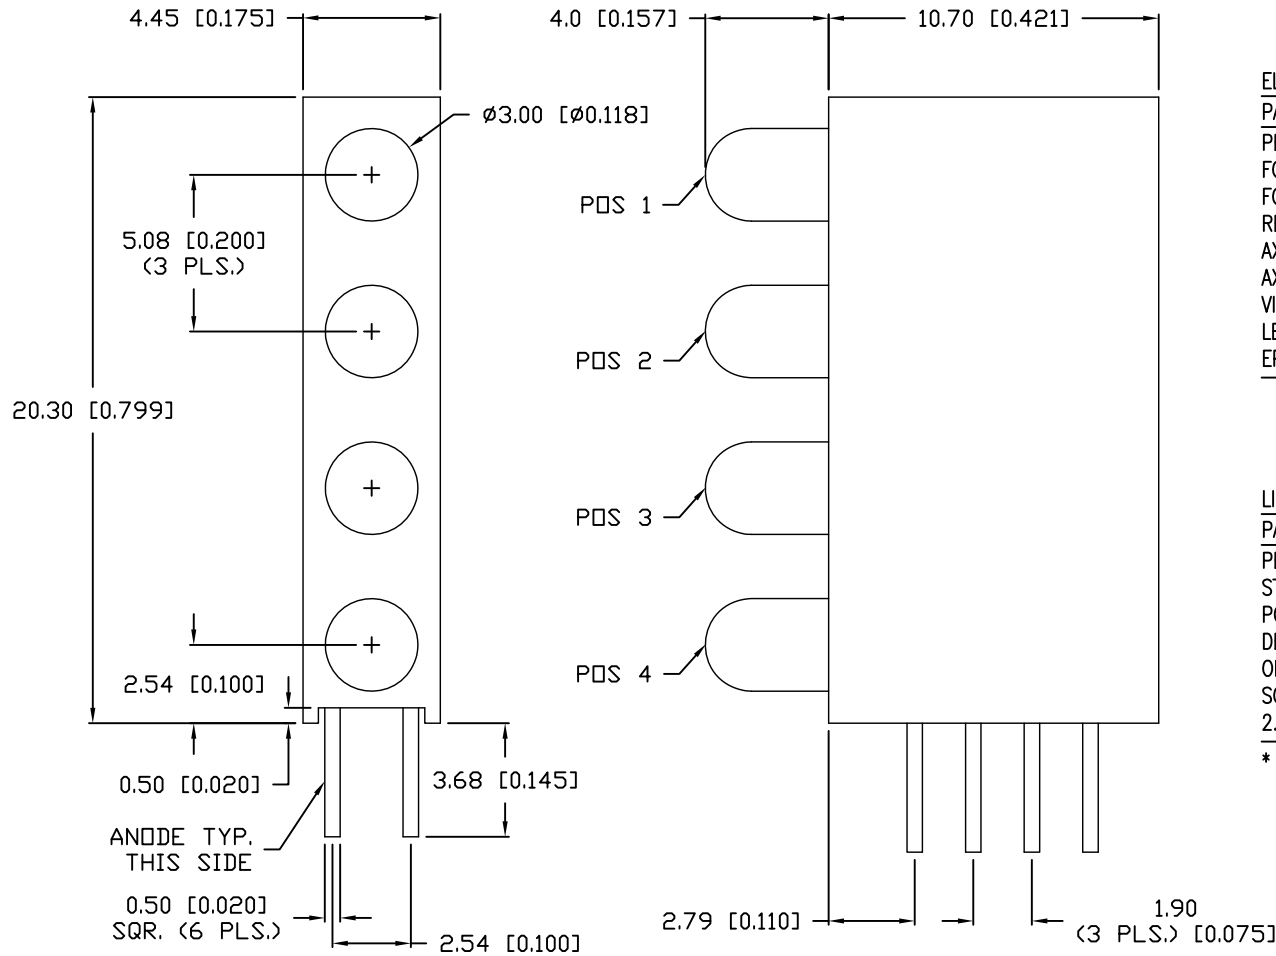 4.45 [0.175]
4.0 [0.157]
10.70 [0.421]
ø3.00 [ø0.118]
POS 1
5.08 [0.200]
(3 PLS.)
POS 2
20.30 [0.799]
POS 3
POS 4
2.54 [0.100]
0.50 [0.020]
3.68 [0.145]
ANODE TYP.
THIS SIDE
0.50 [0.020]
SQR. (6 PLS.)
2.54 [0.100]
2.79 [0.110]
1.90
(3 PLS.) [0.075]
*